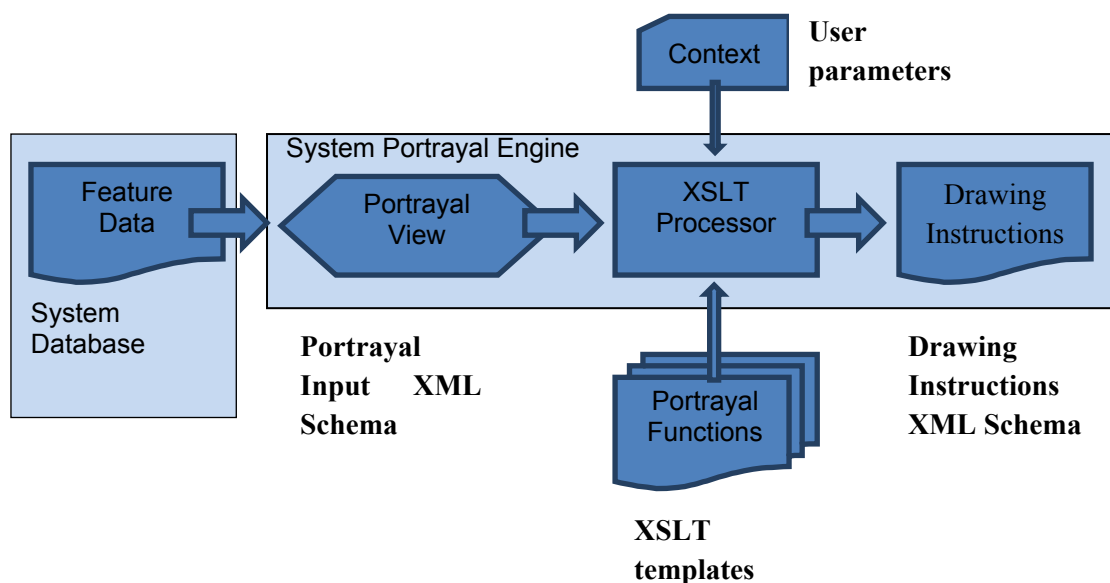 Context
User
parameters
System Portrayal Engine
Feature
Data
Portrayal
View
XSLT
Processor
Drawing
Instructions
System
Database
Portrayal
Input XML
Schema
Portrayal
Functions
Drawing
Instructions
XML Schema
XSLT
templates